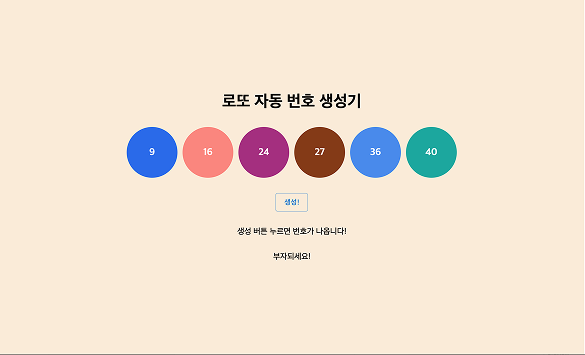 로또 자동 번호 생성기
9 16 24 27 36 40
생성!
생성 버튼 누르면 번호가 나옵니다!
부자되세요!